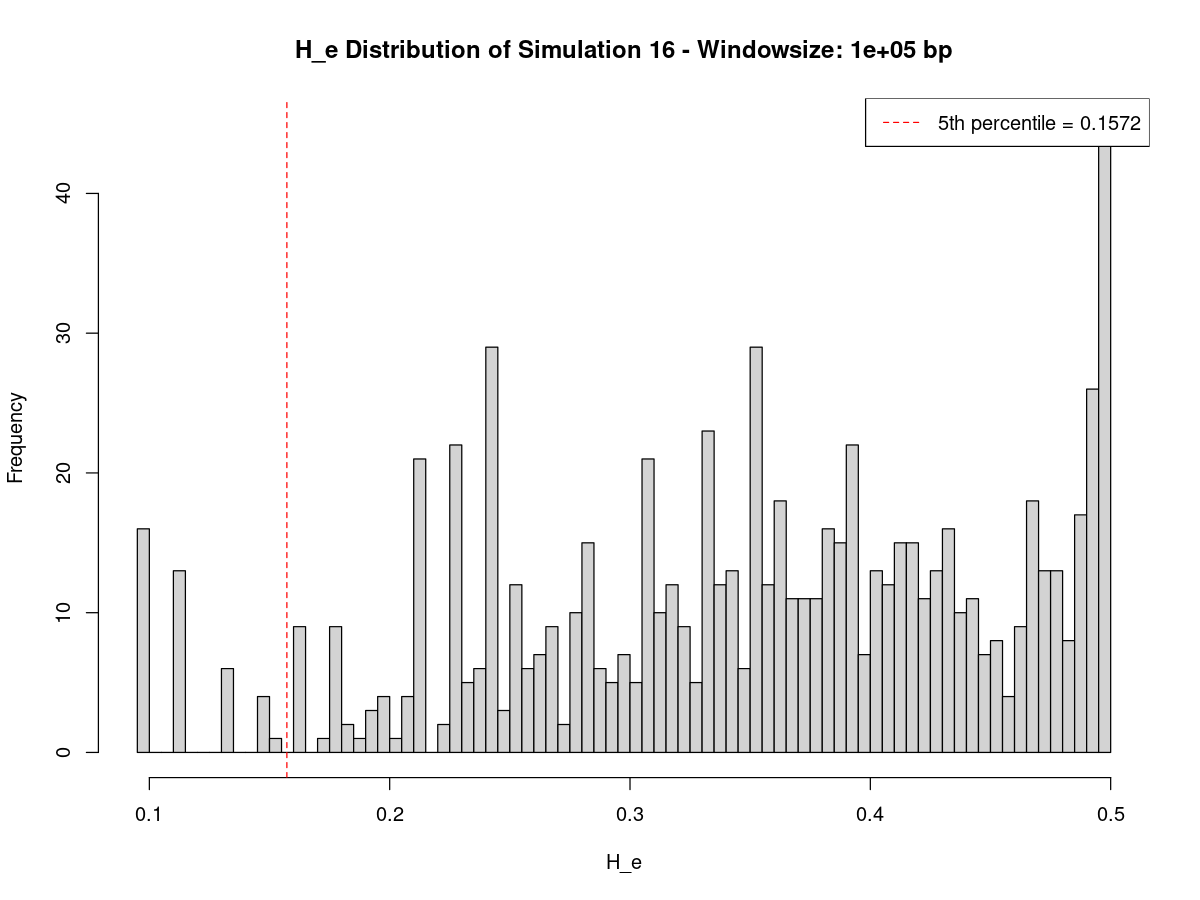 H_e Distribution of Simulation 16 - Windowsize: 1e+05 bp
5th percentile = 0.1572
Frequency
40
30
20
10
0
0.1 0.2 0.3 0.4 0.5
H_e